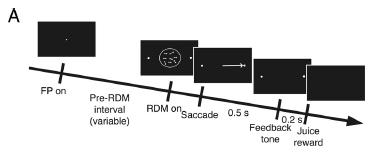 A
FP on
Pre-RDM
interval
(variable)
RDM on
Saccade
0.5 s
Feedback
tone
0.2 s
Juice
reward